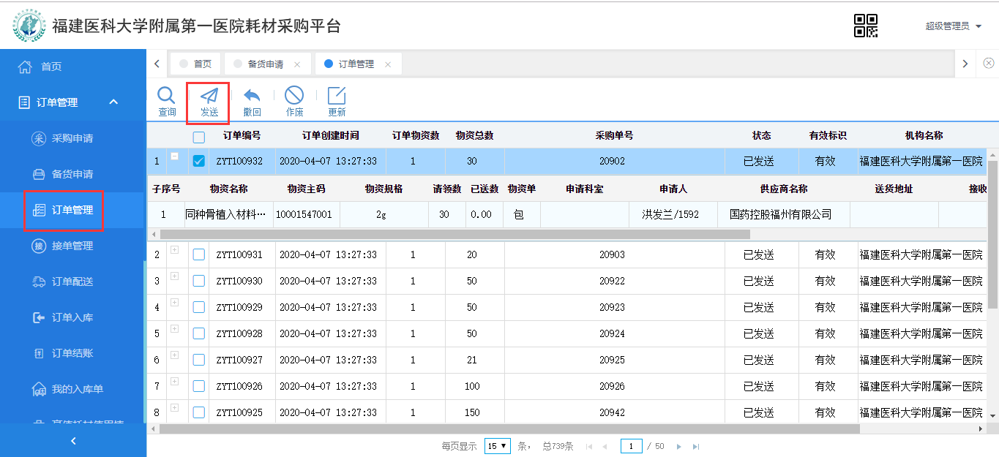 福建医科大学附属第一医院耗材采购平台
超级管理员
首页
订单管理
采购申请
备货申请
订单管理
接单管理
订单配送
订单入库
订单结账
我的入库单
首页 备货申请 订单管理
查询 发送 撤回 作废 更新
订单编号 订单创建时间 订单物资数 物资总数 采购单号 状态 有效标识 机构名称
1 ZYT100932 2020-04-07 13:27:33 1 30 20902 已发送 有效 福建医科大学附属第一医院
子序号 物资名称 物资主码 物资规格 请领数 已送数 物资单 申请科室 申请人 供应商名称 送货地址 接收
1 同种骨植入材料… 10001547001 2g 30 0.00 包 洪发兰/1592 国药控股福州有限公司
2 ZYT100931 2020-04-07 13:27:33 1 20 20903 已发送 有效 福建医科大学附属第一医院
3 ZYT100930 2020-04-07 13:27:33 1 50 20922 已发送 有效 福建医科大学附属第一医院
4 ZYT100929 2020-04-07 13:27:33 1 50 20923 已发送 有效 福建医科大学附属第一医院
5 ZYT100928 2020-04-07 13:27:33 1 50 20924 已发送 有效 福建医科大学附属第一医院
6 ZYT100927 2020-04-07 13:27:33 1 21 20925 已发送 有效 福建医科大学附属第一医院
7 ZYT100926 2020-04-07 13:27:33 1 100 20926 已发送 有效 福建医科大学附属第一医院
8 ZYT100925 2020-04-07 13:27:33 1 150 20942 已发送 有效 福建医科大学附属第一医院
每页显示 15 条， 总739条 1 / 50